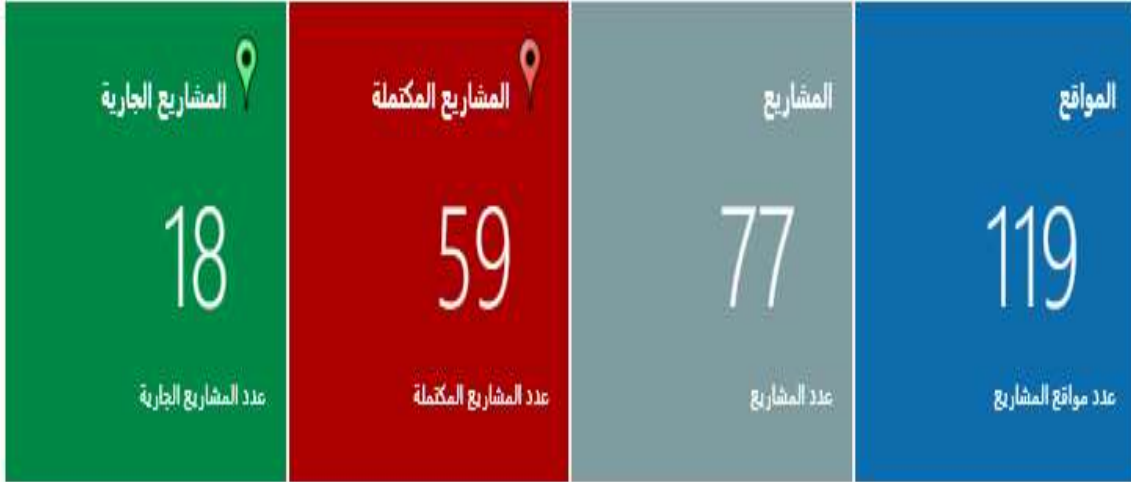 المواقع
119
عدد مواقع المشاريع
المشاريع
77
عدد المشاريع
المشاريع المكتملة
59
عدد المشاريع المكتملة
المشاريع الجارية
18
عدد المشاريع الجارية